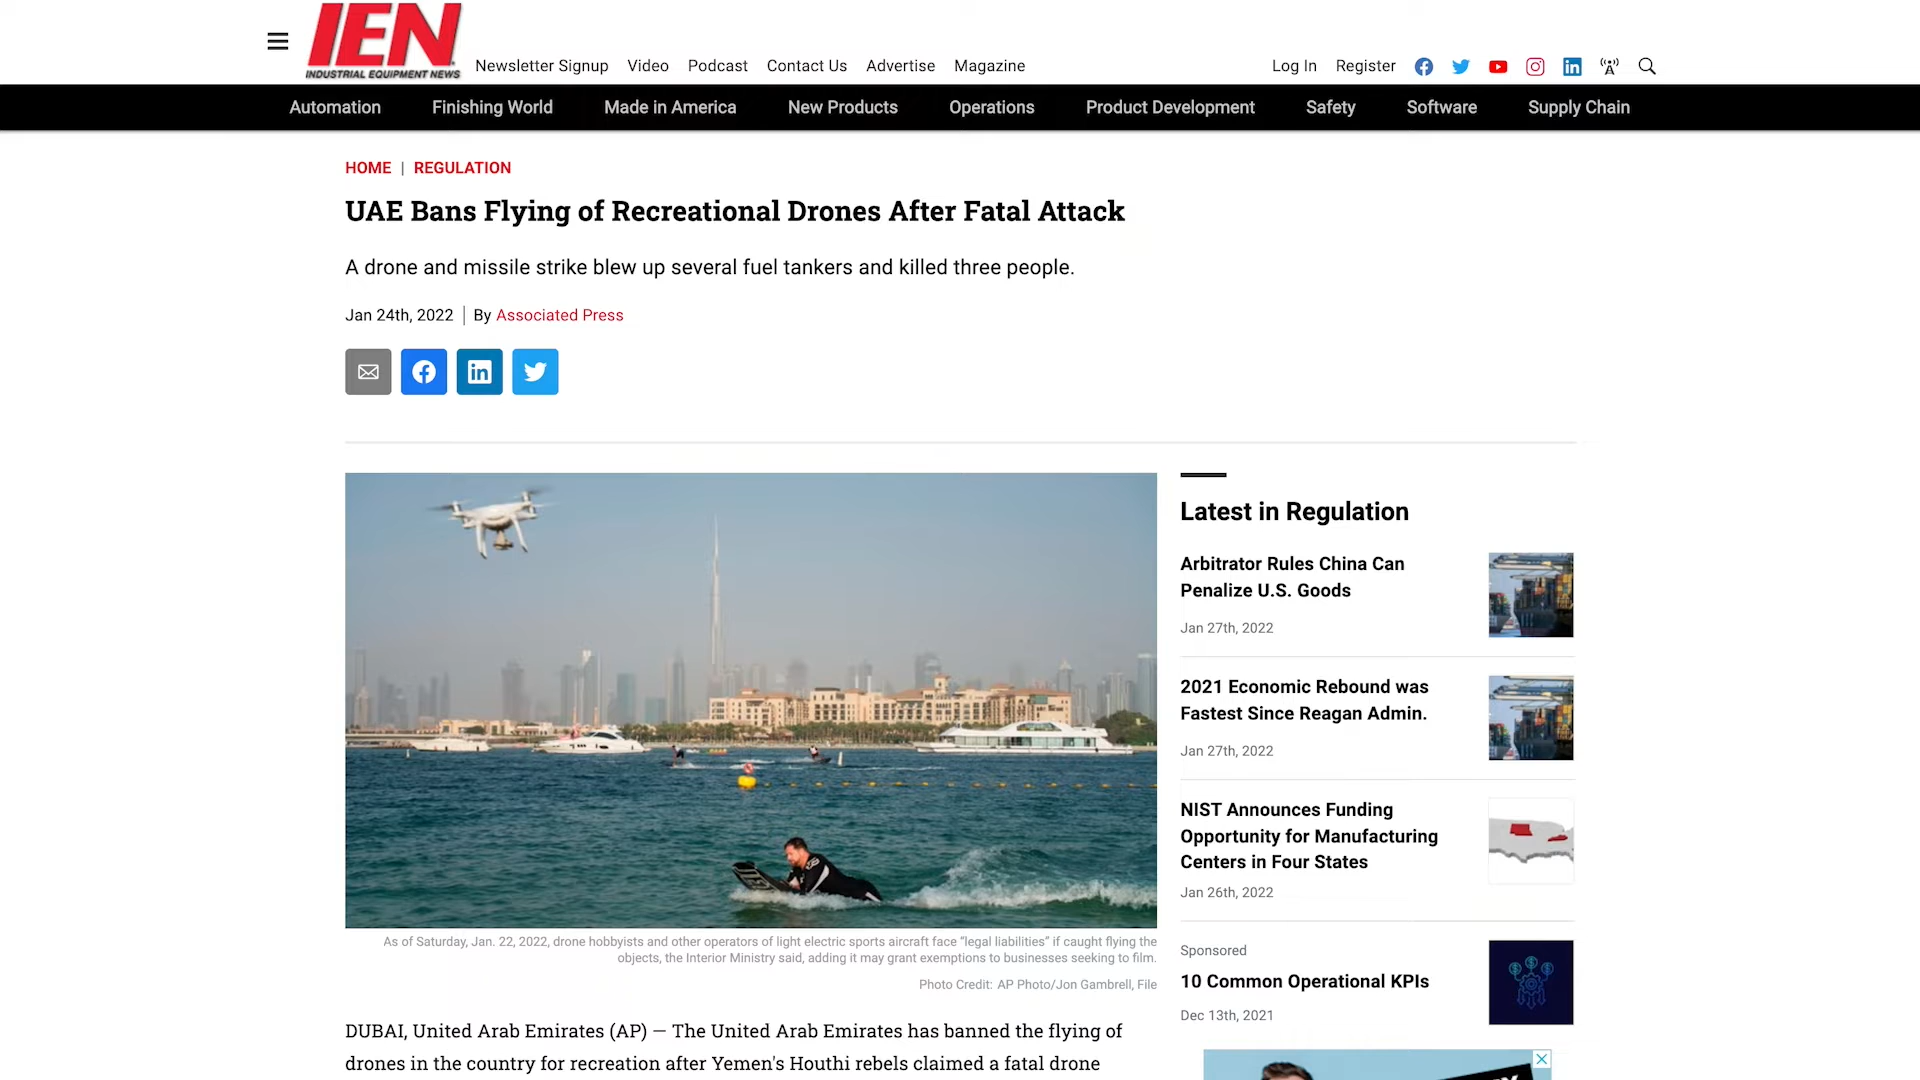 IEN
INDUSTRIAL EQUIPMENT NEWS
Newsletter Signup Video Podcast Contact Us Advertise Magazine
Log In Register
Automation Finishing World Made in America New Products Operations Product Development Safety Software Supply Chain
HOME | REGULATION
UAE Bans Flying of Recreational Drones After Fatal Attack
A drone and missile strike blew up several fuel tankers and killed three people.
Jan 24th, 2022 | By Associated Press
As of Saturday, Jan. 22, 2022, drone hobbyists and other operators of light electric sports aircraft face “legal liabilities” if caught flying the
objects, the Interior Ministry said, adding it may grant exemptions to businesses seeking to film.
Photo Credit: AP Photo/Jon Gambrell, File
DUBAI, United Arab Emirates (AP) — The United Arab Emirates has banned the flying of
drones in the country for recreation after Yemen's Houthi rebels claimed a fatal drone
Latest in Regulation
Arbitrator Rules China Can
Penalize U.S. Goods
Jan 27th, 2022
2021 Economic Rebound was
Fastest Since Reagan Admin.
Jan 27th, 2022
NIST Announces Funding
Opportunity for Manufacturing
Centers in Four States
Jan 26th, 2022
Sponsored
10 Common Operational KPIs
Dec 13th, 2021